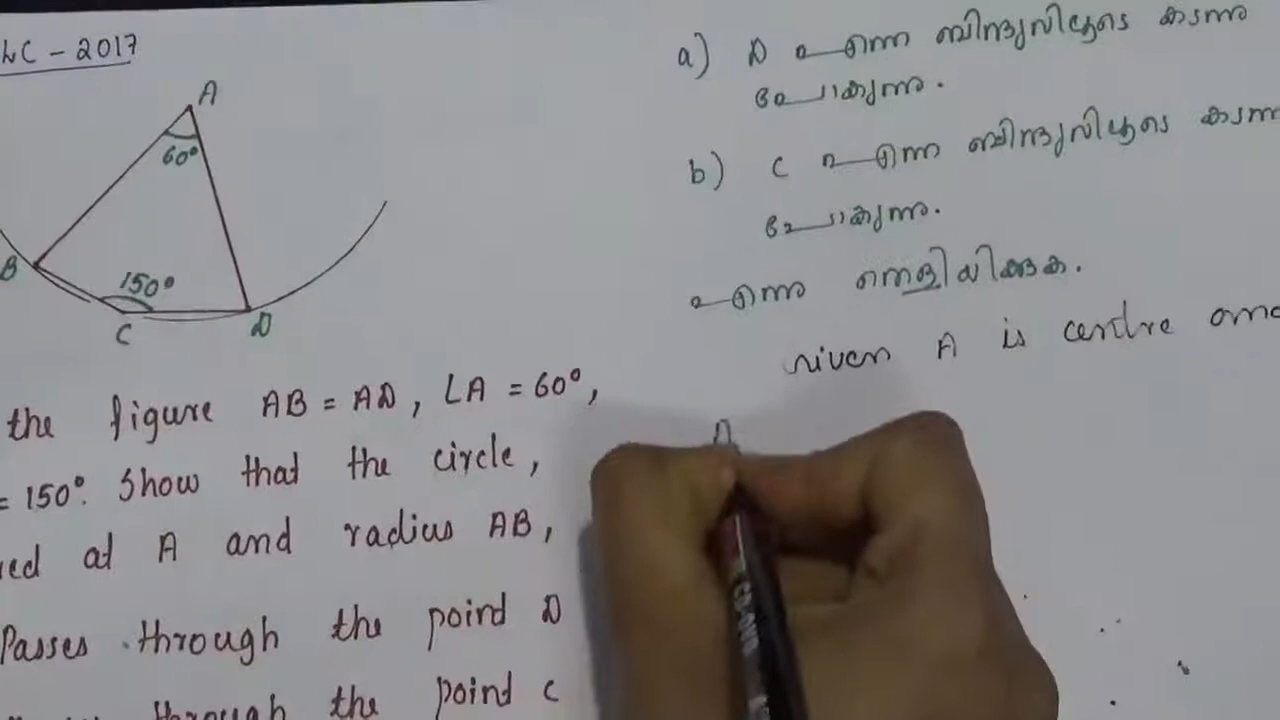 LC - 2017
A
60°
B
150°
C
D
the figure AB = AD, ∠A = 60°,
= 150°. Show that the circle,
ed at A and radius AB,
Passes through the point D
through the point C
a) D എന്ന ബിന്ദുവിലൂടെ കടന്നു
പോകുന്നു.
b) C എന്ന ബിന്ദുവിലൂടെ കടന്നു
പോകുന്നു.
എന്നു തെളിയിക്കുക.
Given A is centre and
A